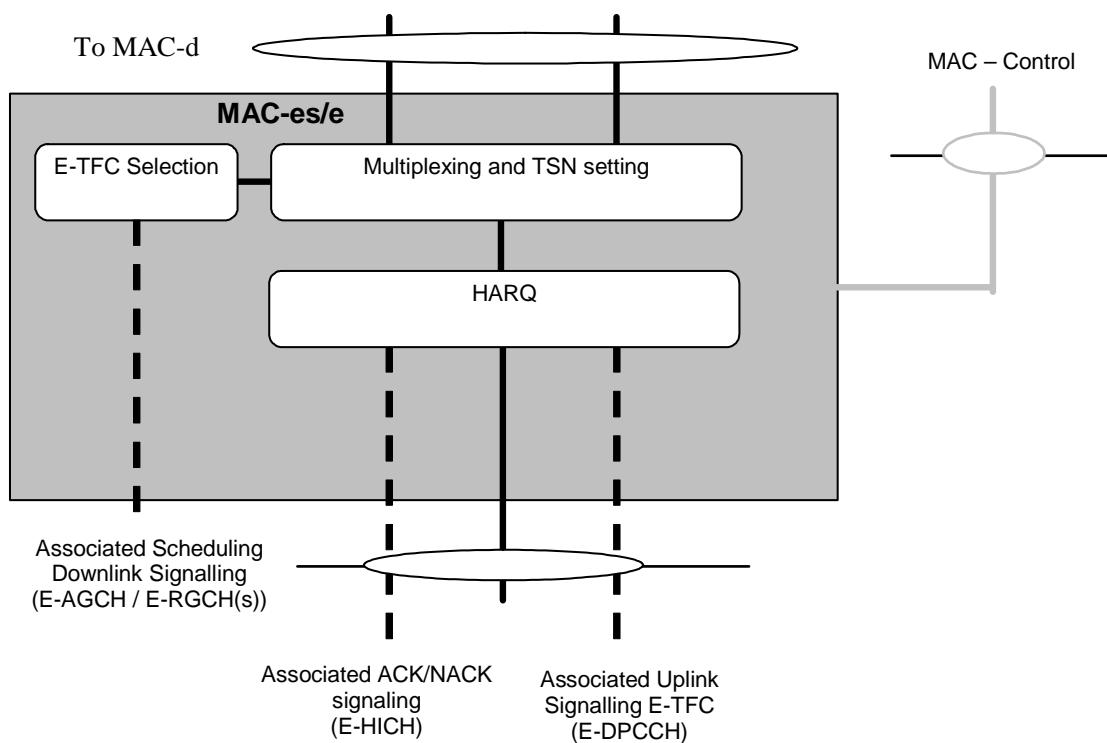 To MAC-d
MAC – Control
MAC-es/e
E-TFC Selection
Multiplexing and TSN setting
HARQ
Associated Scheduling
Downlink Signalling
(E-AGCH / E-RGCH(s))
Associated ACK/NACK
signaling
(E-HICH)
Associated Uplink
Signalling E-TFC
(E-DPCCH)